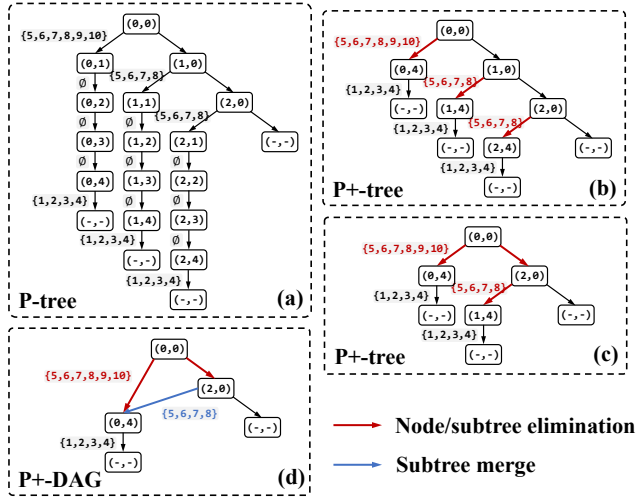 (0,0)
{5,6,7,8,9,10}
(0,1) {5,6,7,8} (1,0)
∅
(0,2) (1,1) {5,6,7,8} (2,0)
∅ ∅
(0,3) (1,2) (2,1) (-,-)
∅ ∅ ∅
(0,4) (1,3) (2,2)
{1,2,3,4} ∅ ∅
(-,-) (1,4) (2,3)
{1,2,3,4} ∅
(-,-) (2,4)
{1,2,3,4}
(-,-)
P-tree (a)
(0,0)
{5,6,7,8,9,10}
(0,4) (1,0)
{1,2,3,4} {5,6,7,8}
(-,-) (1,4) (2,0)
{1,2,3,4} {5,6,7,8}
(-,-) (2,4) (-,-)
{1,2,3,4}
(-,-)
P+-tree (b)
(0,0)
{5,6,7,8,9,10}
(0,4) (2,0)
{1,2,3,4} {5,6,7,8}
(-,-) (1,4) (-,-)
{1,2,3,4}
(-,-)
P+-tree (c)
(0,0)
{5,6,7,8,9,10}
(2,0)
{5,6,7,8}
(0,4) (-,-)
{1,2,3,4}
(-,-)
P+-DAG (d)
Node/subtree elimination
Subtree merge